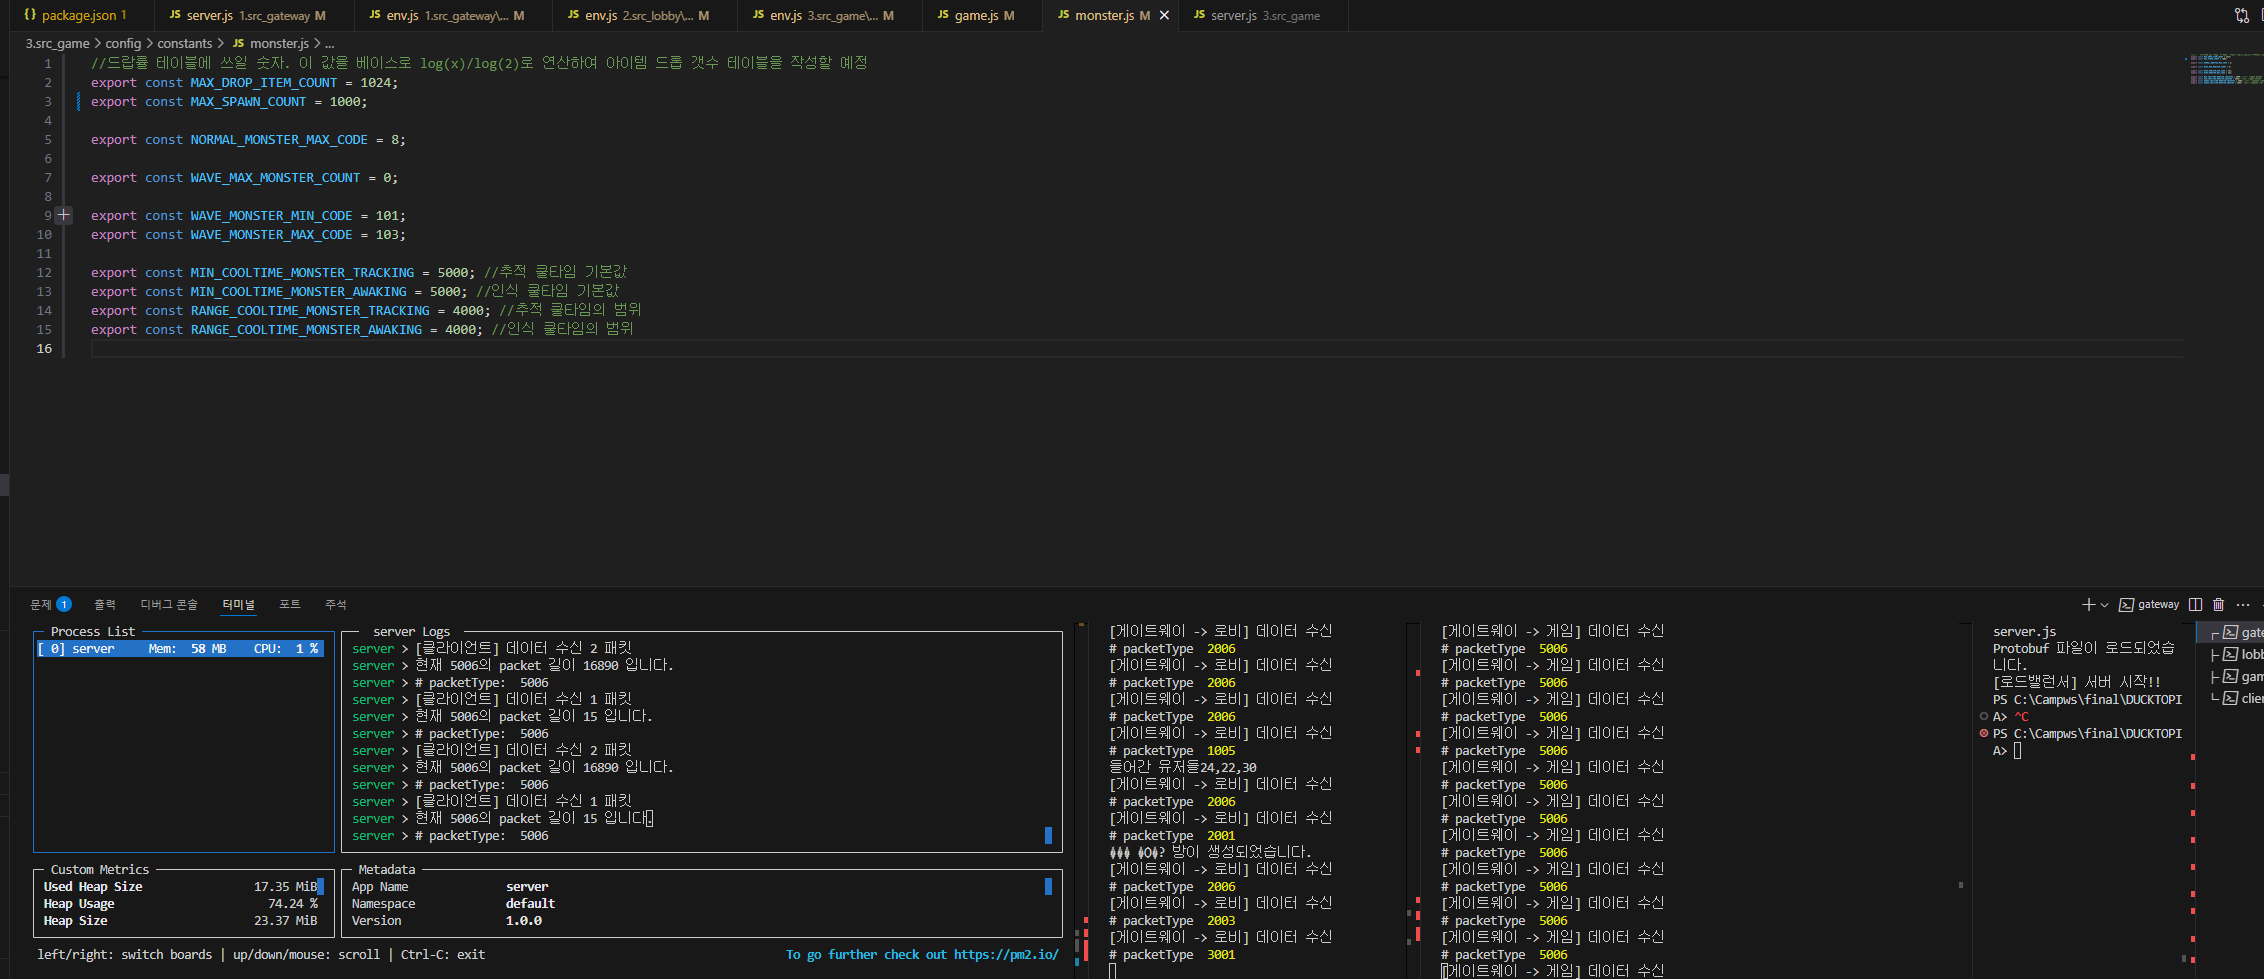 package.json 1
server.js 1.src_gateway M
env.js 1.src_gateway\... M
env.js 2.src_lobby\... M
env.js 3.src_game\... M
game.js M
monster.js M
server.js 3.src_game
3.src_game > config > constants > JS monster.js > ...
1 //드랍률 테이블에 쓰일 숫자. 이 값을 베이스로 log(x)/log(2)로 연산하여 아이템 드롭 갯수 테이블을 작성할 예정
2 export const MAX_DROP_ITEM_COUNT = 1024;
3 export const MAX_SPAWN_COUNT = 1000;
4
5 export const NORMAL_MONSTER_MAX_CODE = 8;
6
7 export const WAVE_MAX_MONSTER_COUNT = 0;
8
9 export const WAVE_MONSTER_MIN_CODE = 101;
10 export const WAVE_MONSTER_MAX_CODE = 103;
11
12 export const MIN_COOLTIME_MONSTER_TRACKING = 5000; //추적 쿨타임 기본값
13 export const MIN_COOLTIME_MONSTER_AWAKING = 5000; //인식 쿨타임 기본값
14 export const RANGE_COOLTIME_MONSTER_TRACKING = 4000; //추적 쿨타임의 범위
15 export const RANGE_COOLTIME_MONSTER_AWAKING = 4000; //인식 쿨타임의 범위
16
문제 1 출력 디버그 콘솔 터미널 포트 주석
gateway
Process List
[ 0] server Mem: 58 MB CPU: 1 %
server Logs
server > [클라이언트] 데이터 수신 2 패킷
server > 현재 5006의 packet 길이 16890 입니다.
server > # packetType: 5006
server > [클라이언트] 데이터 수신 1 패킷
server > 현재 5006의 packet 길이 15 입니다.
server > # packetType: 5006
server > [클라이언트] 데이터 수신 2 패킷
server > 현재 5006의 packet 길이 16890 입니다.
server > # packetType: 5006
server > [클라이언트] 데이터 수신 1 패킷
server > 현재 5006의 packet 길이 15 입니다.
server > # packetType: 5006
Custom Metrics
Used Heap Size 17.35 MiB
Heap Usage 74.24 %
Heap Size 23.37 MiB
Metadata
App Name server
Namespace default
Version 1.0.0
left/right: switch boards | up/down/mouse: scroll | Ctrl-C: exit
To go further check out https://pm2.io/
[게이트웨이 -> 로비] 데이터 수신
# packetType 2006
[게이트웨이 -> 로비] 데이터 수신
# packetType 2006
[게이트웨이 -> 로비] 데이터 수신
# packetType 2006
[게이트웨이 -> 로비] 데이터 수신
# packetType 1005
들어간 유저들24,22,30
[게이트웨이 -> 로비] 데이터 수신
# packetType 2006
[게이트웨이 -> 로비] 데이터 수신
# packetType 2001
��� �O�? 방이 생성되었습니다.
[게이트웨이 -> 로비] 데이터 수신
# packetType 2006
[게이트웨이 -> 로비] 데이터 수신
# packetType 2003
[게이트웨이 -> 로비] 데이터 수신
# packetType 3001
[게이트웨이 -> 게임] 데이터 수신
# packetType 5006
[게이트웨이 -> 게임] 데이터 수신
# packetType 5006
[게이트웨이 -> 게임] 데이터 수신
# packetType 5006
[게이트웨이 -> 게임] 데이터 수신
# packetType 5006
[게이트웨이 -> 게임] 데이터 수신
# packetType 5006
[게이트웨이 -> 게임] 데이터 수신
# packetType 5006
[게이트웨이 -> 게임] 데이터 수신
# packetType 5006
[게이트웨이 -> 게임] 데이터 수신
# packetType 5006
[게이트웨이 -> 게임] 데이터 수신
# packetType 5006
[게이트웨이 -> 게임] 데이터 수신
# packetType 5006
[게이트웨이 -> 게임] 데이터 수신
server.js
Protobuf 파일이 로드되었습
니다.
[로드밸런서] 서버 시작!!
PS C:\Campws\final\DUCKTOPI
A> ^C
PS C:\Campws\final\DUCKTOPI
A>
gate
lobb
gam
clie